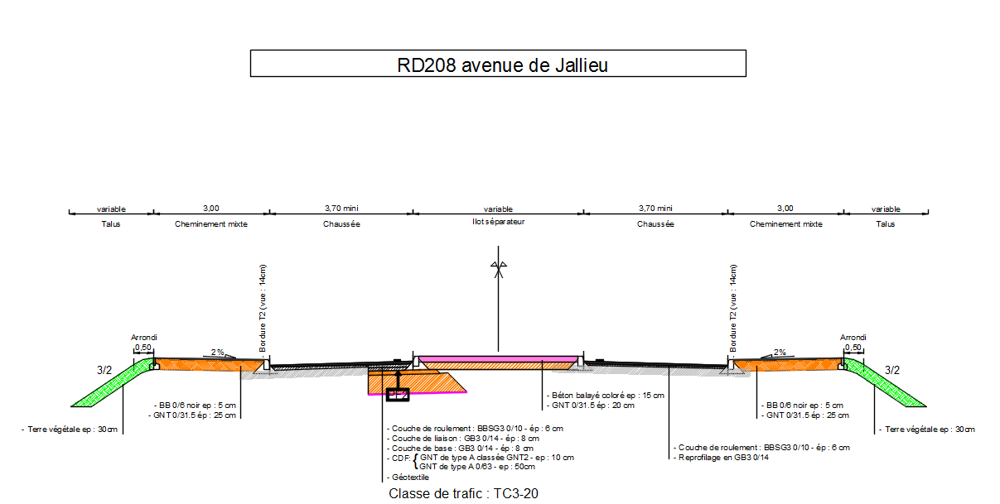 RD208 avenue de Jallieu
variable 3,00 3,70 mini variable 3,70 mini 3,00 variable
Talus Cheminement mixte Chaussée Ilot séparateur Chaussée Cheminement mixte Talus
- Bordure T2 (vue : 14cm)
- Bordure T2 (vue : 14cm)
Arrondi
0,50
2%
3/2
Arrondi
0,50
2%
3/2
- BB 0/6 noir ep : 5 cm
- GNT 0/31.5 ép : 25 cm
- Terre végétale ep : 30cm
- Béton balayé coloré ep : 15 cm
- GNT 0/31.5 ép : 20 cm
- BB 0/6 noir ep : 5 cm
- GNT 0/31.5 ép : 25 cm
- Terre végétale ep : 30cm
- Couche de roulement : BBSG3 0/10 - ép : 6 cm
- Couche de liaison : GB3 0/14 - ép : 8 cm
- Couche de base : GB3 0/14 - ép : 8 cm
- CDF: { GNT de type A classée GNT2 - ep : 10 cm
GNT de type A 0/63 - ep : 50cm
- Géotextile
- Couche de roulement : BBSG3 0/10 - ép : 6 cm
- Reprofilage en GB3 0/14
Classe de trafic : TC3-20